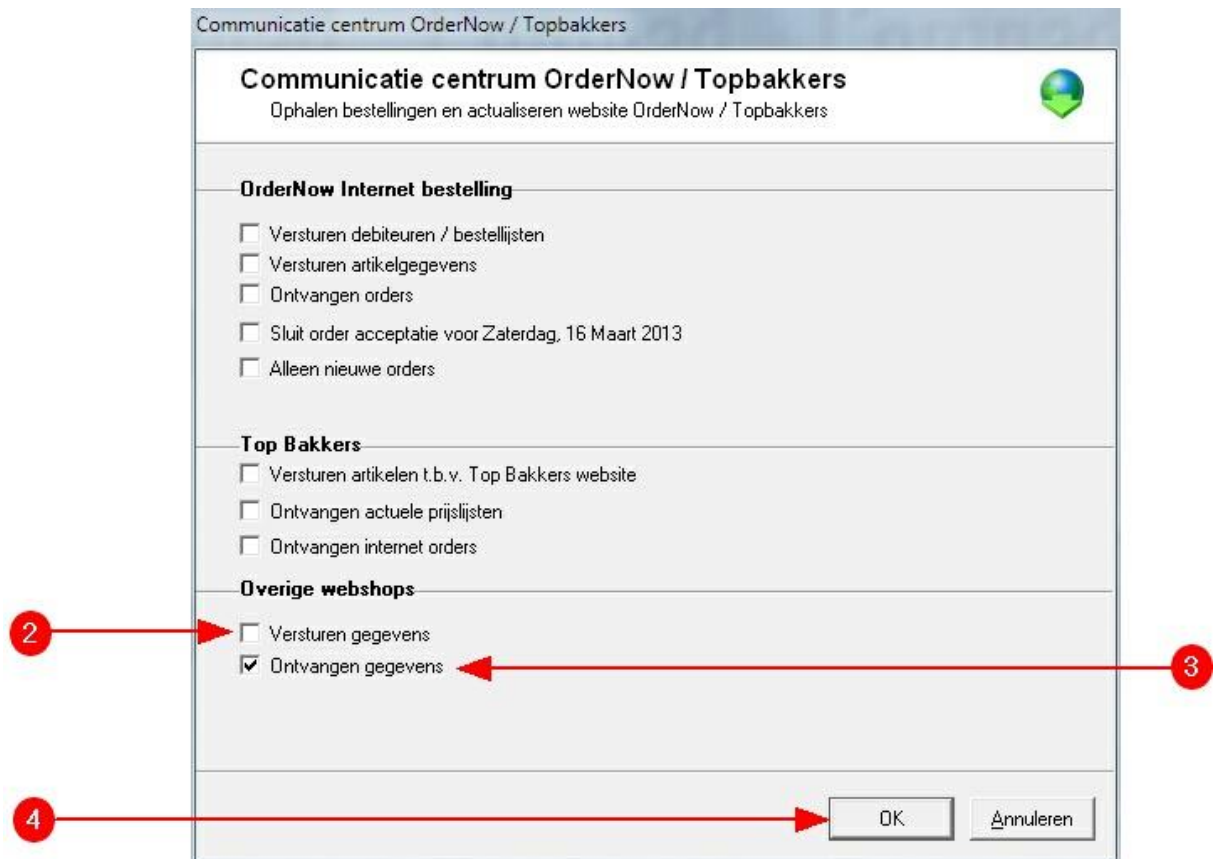 Communicatie centrum OrderNow / Topbakkers
Communicatie centrum OrderNow / Topbakkers
Ophalen bestellingen en actualiseren website OrderNow / Topbakkers
OrderNow Internet bestelling
Versturen debiteuren / bestellijsten
Versturen artikelgegevens
Ontvangen orders
Sluit order acceptatie voor Zaterdag, 16 Maart 2013
Alleen nieuwe orders
Top Bakkers
Versturen artikelen t.b.v. Top Bakkers website
Ontvangen actuele prijslijsten
Ontvangen internet orders
Overige webshops
2 Versturen gegevens
Ontvangen gegevens 3
4 OK Annuleren